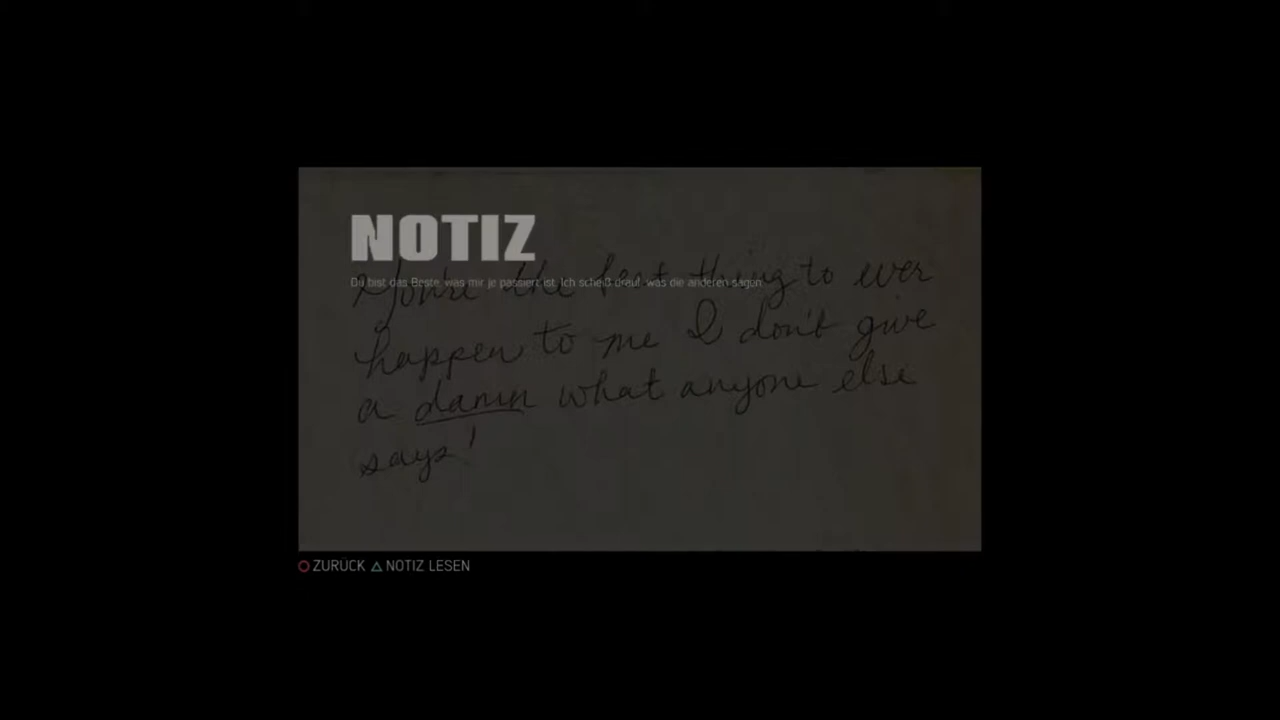 NOTIZ
Du bist das Beste, was mir je passiert ist. Ich scheiß drauf, was die anderen sagen.
You're the best thing to ever
happen to me I don't give
a damn what anyone else
says!
ZURÜCK NOTIZ LESEN